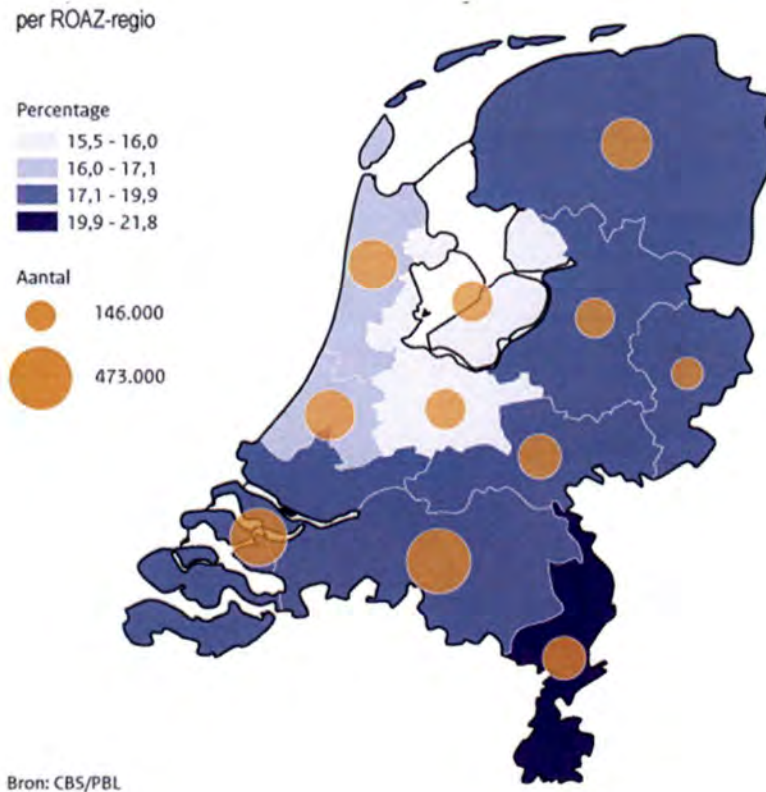 per ROAZ-regio
Percentage
15,5 - 16,0
16,0 - 17,1
17,1 - 19,9
19,9 - 21,8
Aantal
146.000
473.000
Bron: CBS/PBL